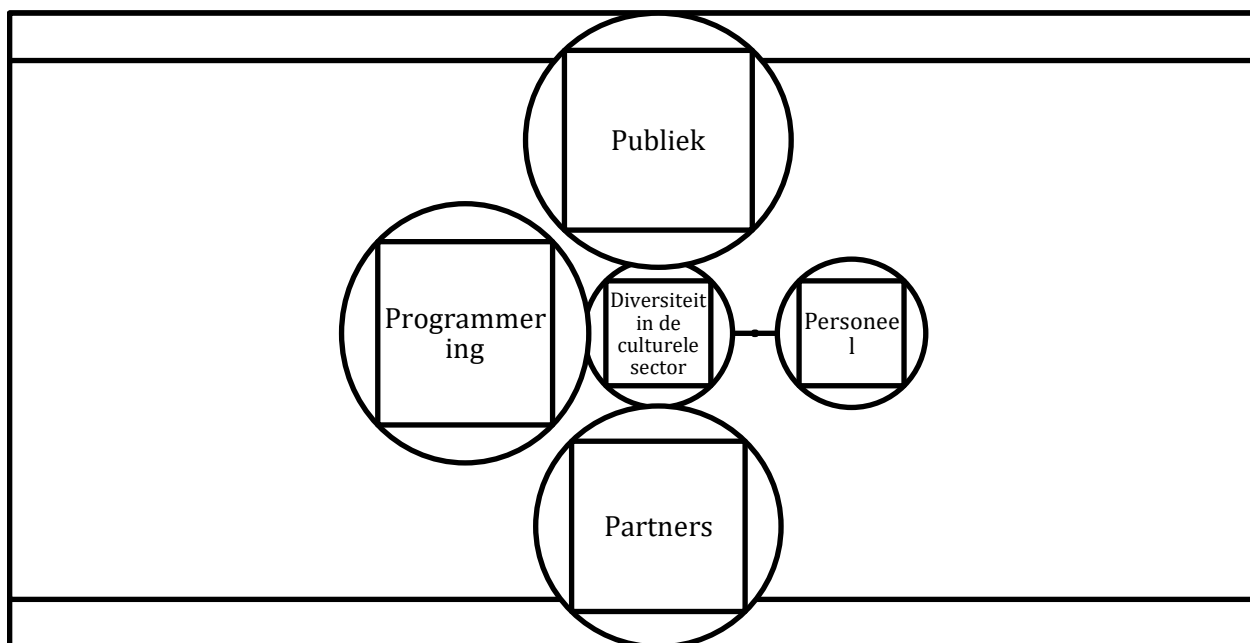 Publiek
Programmer
ing
Diversiteit
in de
culturele
sector
Personee
l
Partners